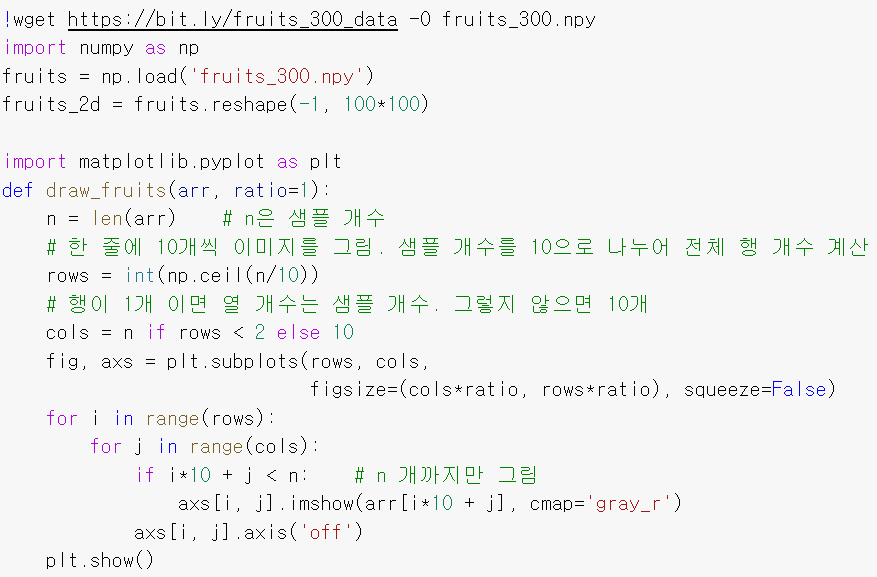 !wget https://bit.ly/fruits_300_data -O fruits_300.npy
import numpy as np
fruits = np.load('fruits_300.npy')
fruits_2d = fruits.reshape(-1, 100*100)

import matplotlib.pyplot as plt
def draw_fruits(arr, ratio=1):
    n = len(arr)    # n은 샘플 개수
    # 한 줄에 10개씩 이미지를 그림. 샘플 개수를 10으로 나누어 전체 행 개수 계산
    rows = int(np.ceil(n/10))
    # 행이 1개 이면 열 개수는 샘플 개수. 그렇지 않으면 10개
    cols = n if rows < 2 else 10
    fig, axs = plt.subplots(rows, cols,
                            figsize=(cols*ratio, rows*ratio), squeeze=False)
    for i in range(rows):
        for j in range(cols):
            if i*10 + j < n:    # n 개까지만 그림
                axs[i, j].imshow(arr[i*10 + j], cmap='gray_r')
            axs[i, j].axis('off')
    plt.show()